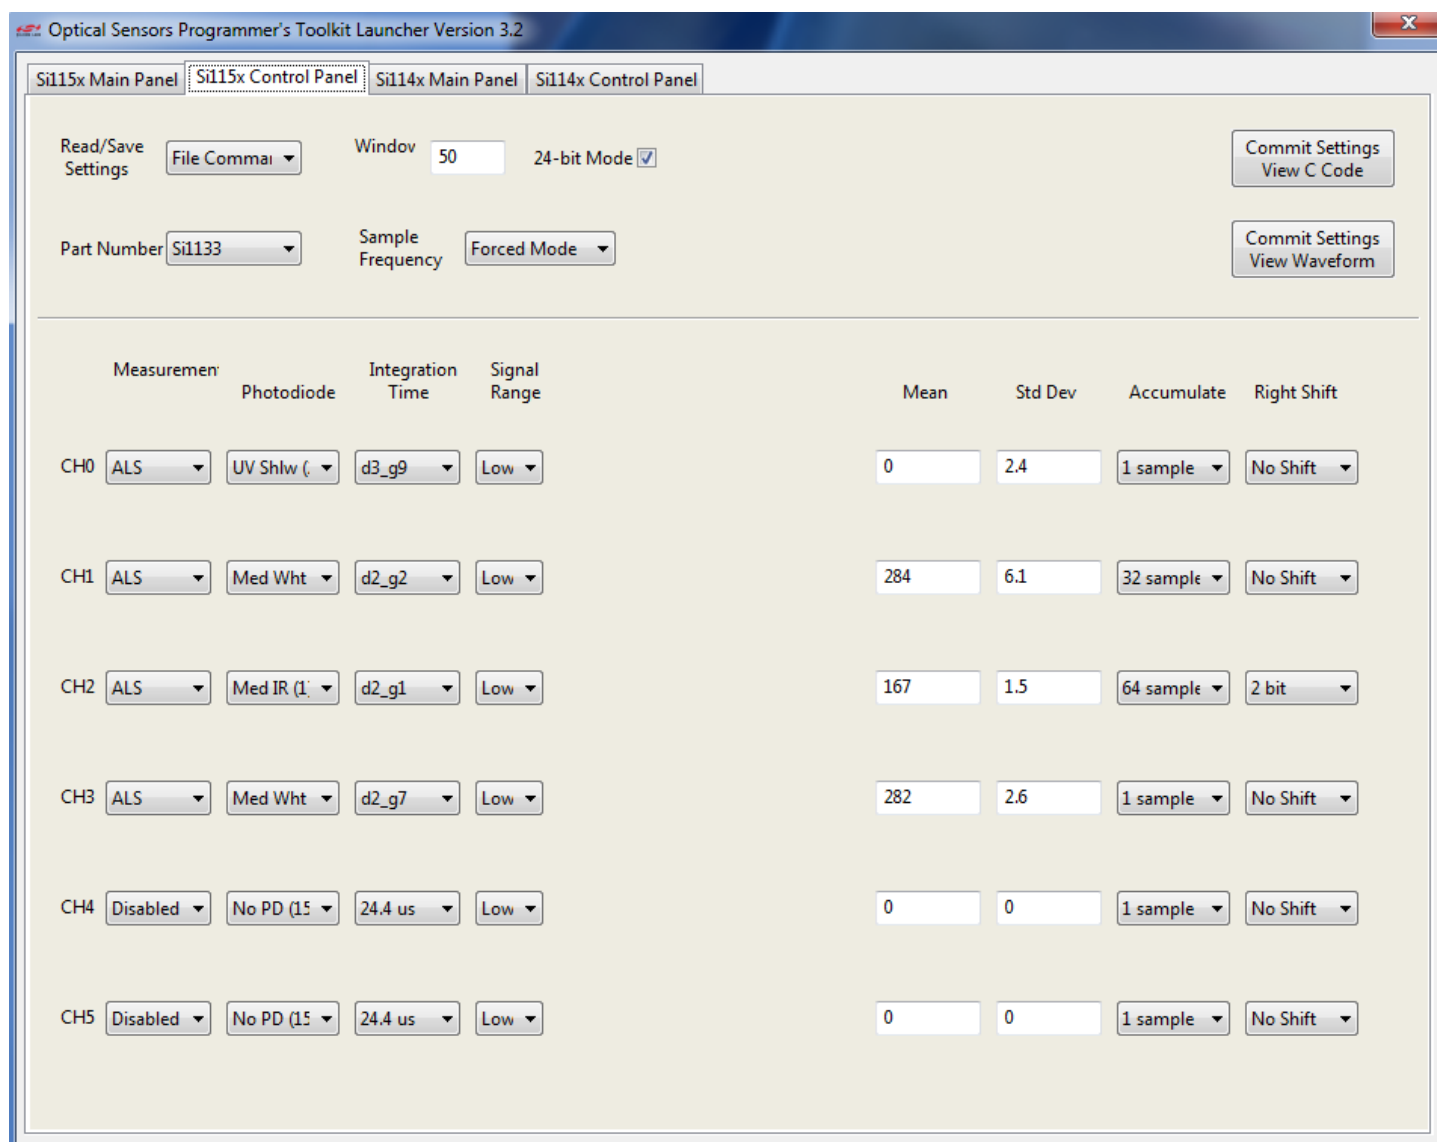 Optical Sensors Programmer's Toolkit Launcher Version 3.2
Si115x Main Panel Si115x Control Panel Si114x Main Panel Si114x Control Panel
Read/Save
Settings
File Commar
Window
50
24-bit Mode
Commit Settings
View C Code
Part Number Si1133
Sample
Frequency
Forced Mode
Commit Settings
View Waveform
Measuremen
Photodiode
Integration
Time
Signal
Range
Mean
Std Dev
Accumulate
Right Shift
CH0 ALS UV Shlw (. d3_g9 Low 0 2.4 1 sample No Shift
CH1 ALS Med Wht d2_g2 Low 284 6.1 32 sample No Shift
CH2 ALS Med IR (1) d2_g1 Low 167 1.5 64 sample 2 bit
CH3 ALS Med Wht d2_g7 Low 282 2.6 1 sample No Shift
CH4 Disabled No PD (15 24.4 us Low 0 0 1 sample No Shift
CH5 Disabled No PD (15 24.4 us Low 0 0 1 sample No Shift